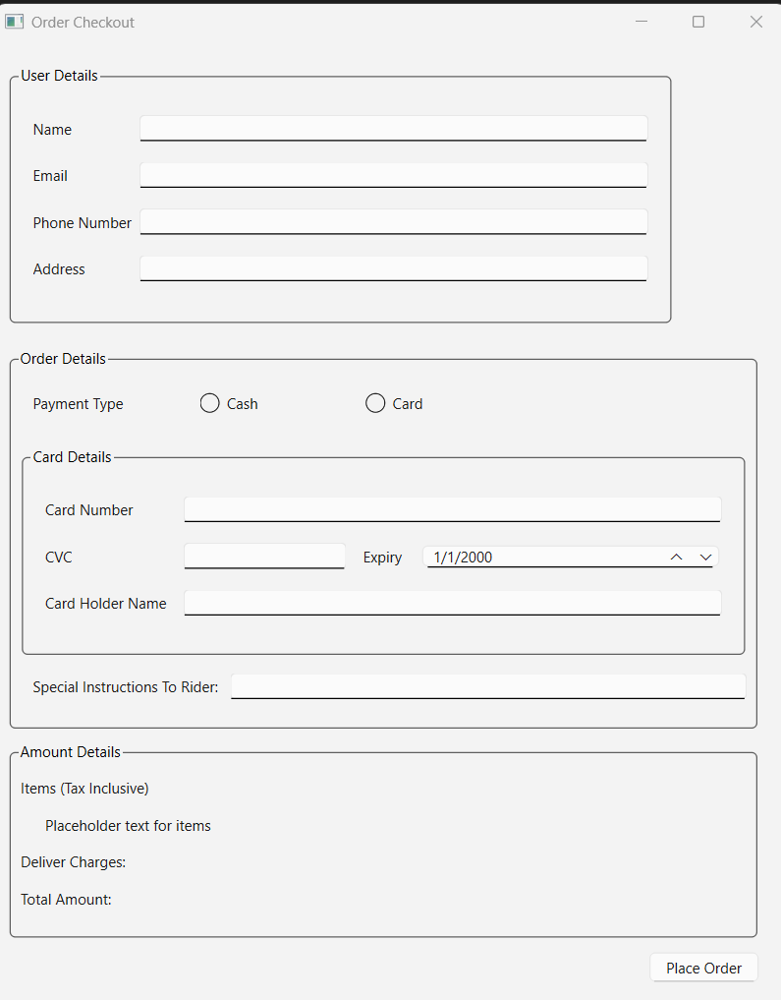 Order Checkout
User Details
Name
Email
Phone Number
Address
Order Details
Payment Type Cash Card
Card Details
Card Number
CVC Expiry 1/1/2000
Card Holder Name
Special Instructions To Rider:
Amount Details
Items (Tax Inclusive)
Placeholder text for items
Deliver Charges:
Total Amount:
Place Order